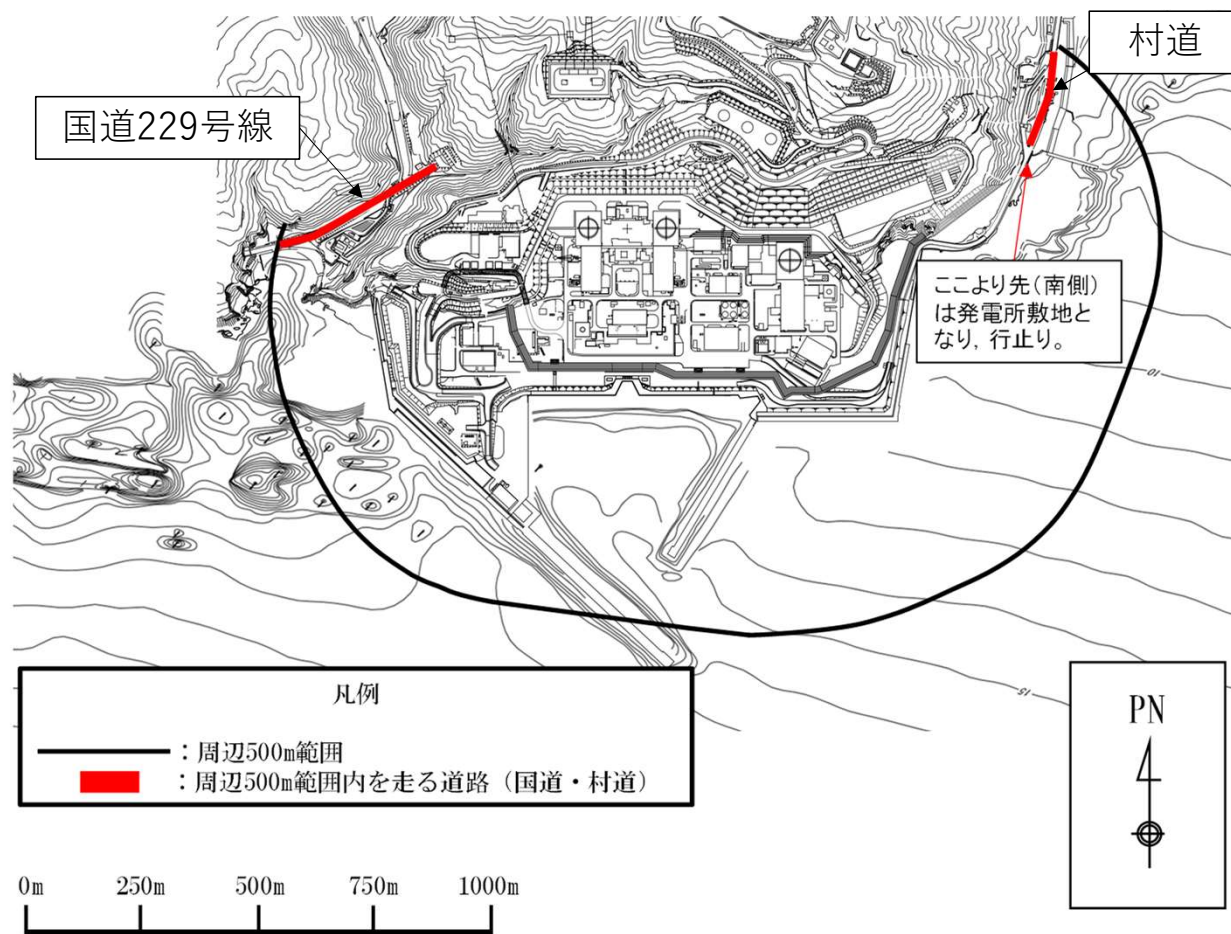 村道
国道229号線
ここより先(南側)
は発電所敷地と
なり，行止り。
10
15
凡例
：周辺500m範囲
：周辺500m範囲内を走る道路（国道・村道）
PN
0m 250m 500m 750m 1000m